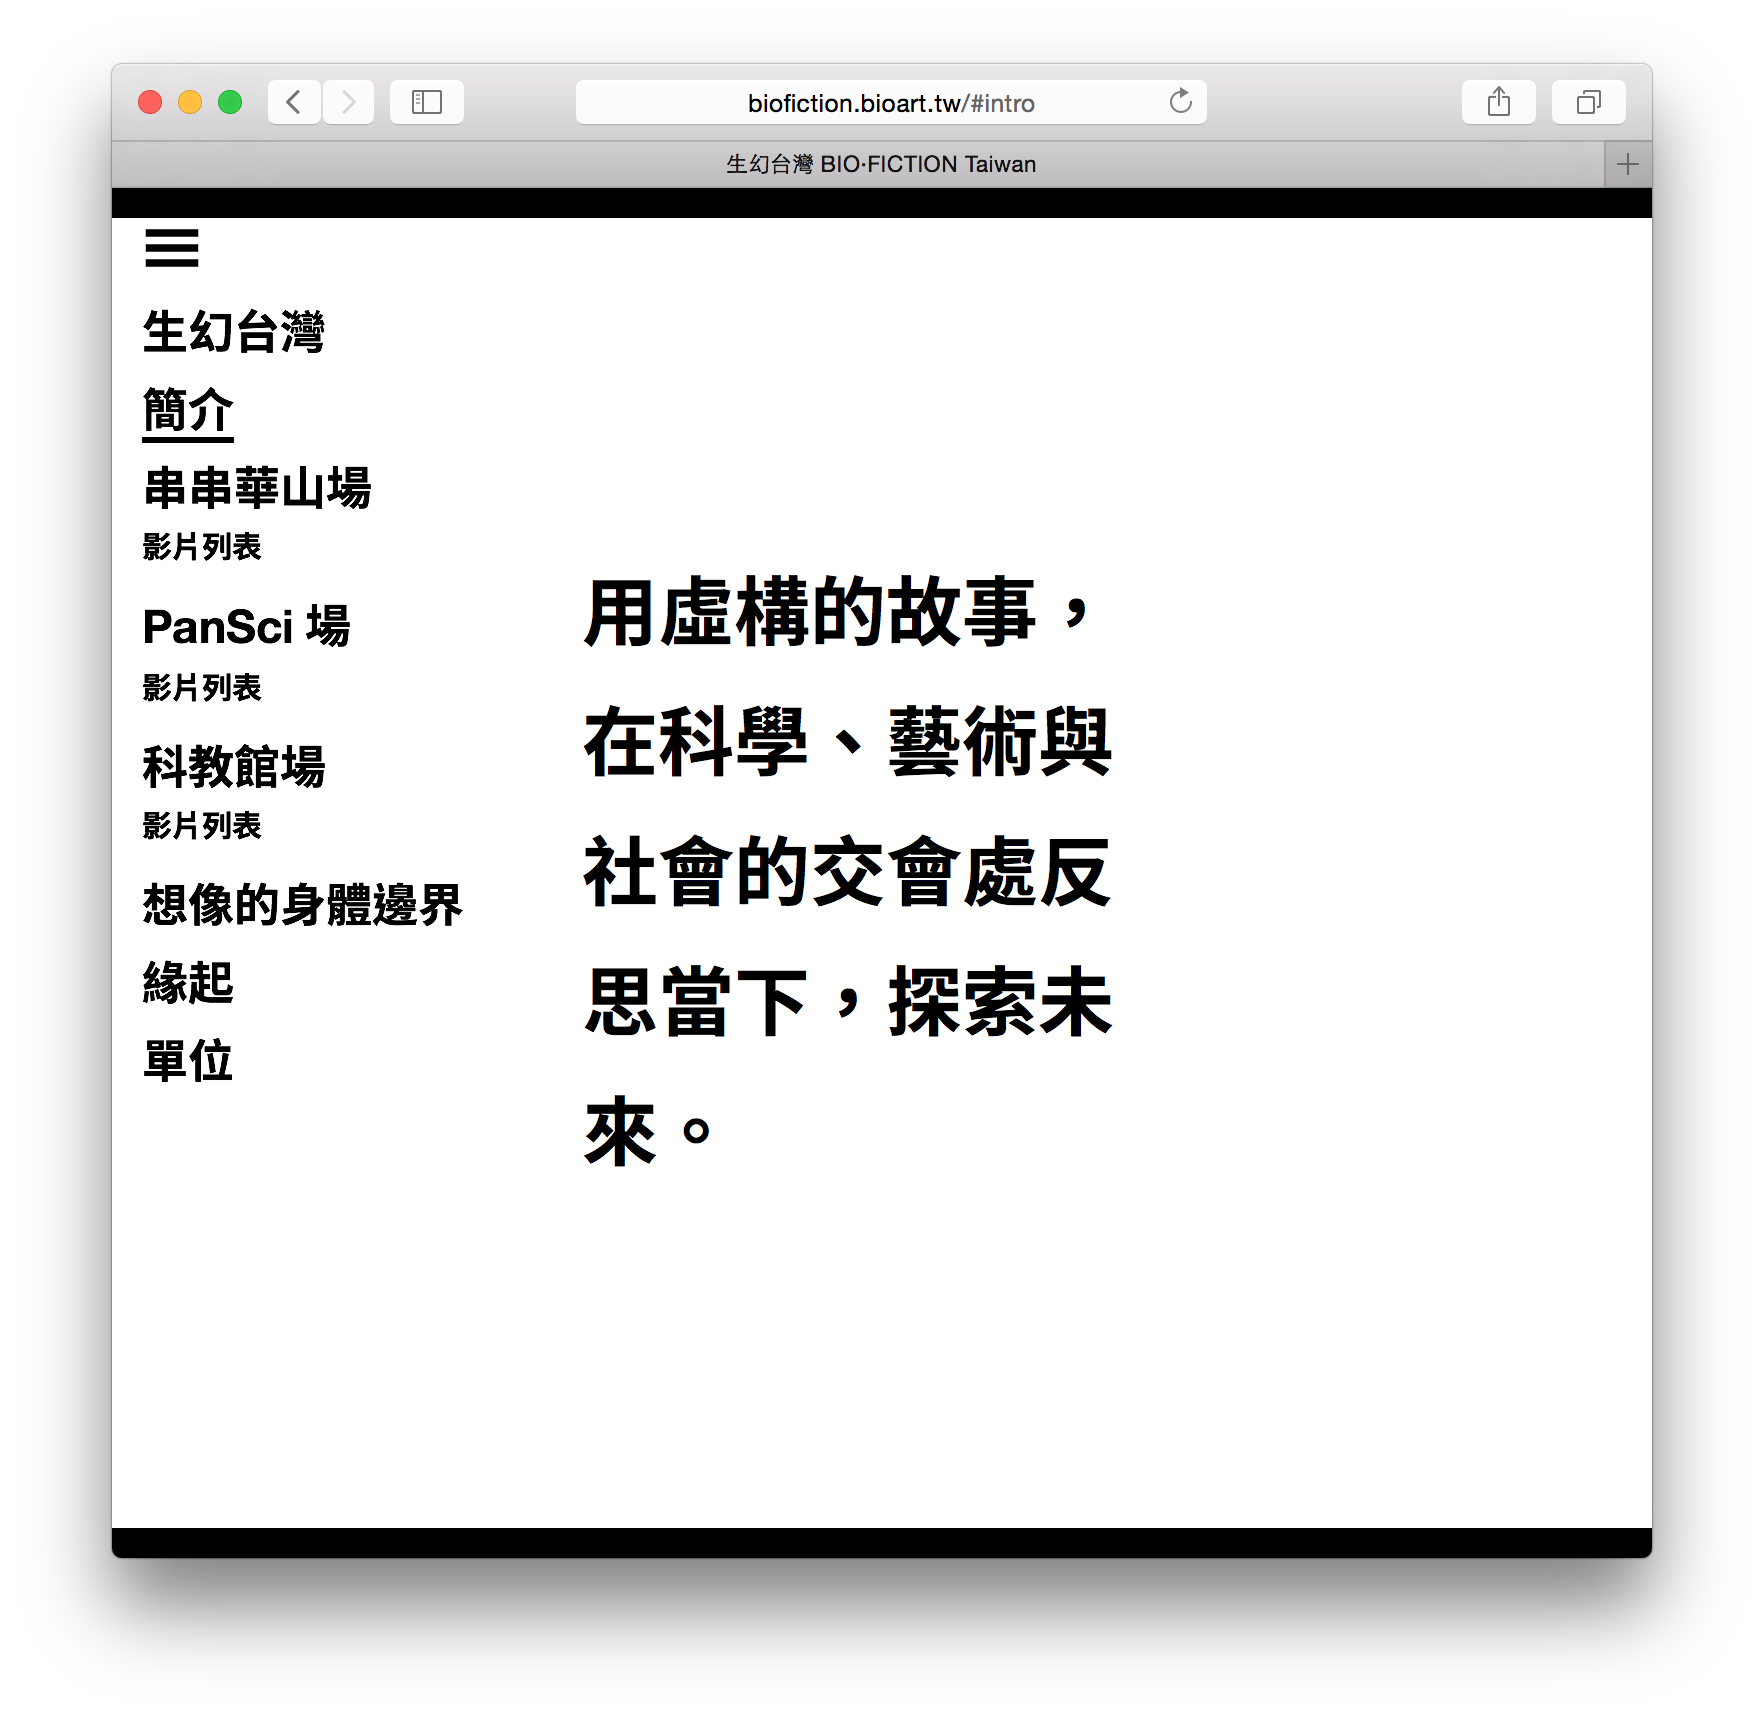 biofiction.bioart.tw/#intro
生幻台灣 BIO·FICTION Taiwan
生幻台灣
簡介
串串華山場
影片列表
PanSci 場
影片列表
科教館場
影片列表
想像的身體邊界
緣起
單位
用虛構的故事，
在科學、藝術與
社會的交會處反
思當下，探索未
來。